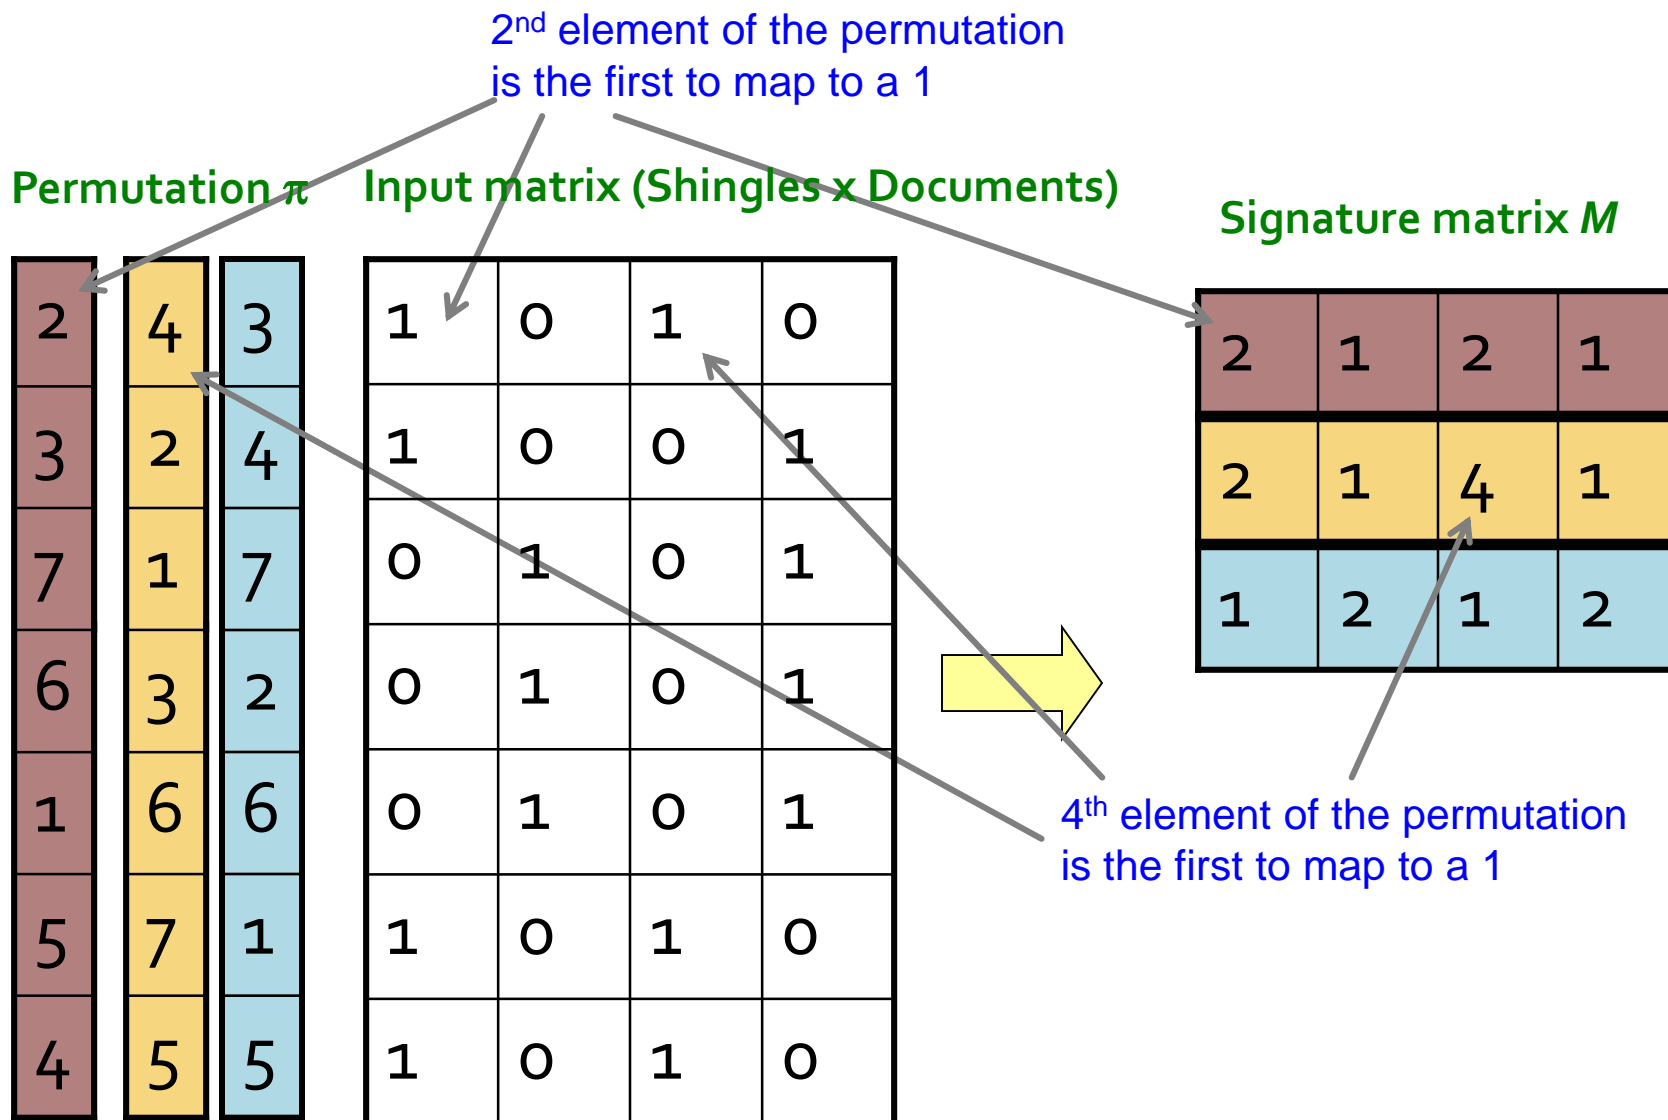 2nd element of the permutation
is the first to map to a 1
Permutation π
Input matrix (Shingles x Documents)
Signature matrix M
2 4 3 1 0 1 0
3 2 4 1 0 0 1
7 1 7 0 1 0 1
6 3 2 0 1 0 1
1 6 6 0 1 0 1
5 7 1 1 0 1 0
4 5 5 1 0 1 0
2 1 2 1
2 1 4 1
1 2 1 2
4th element of the permutation
is the first to map to a 1